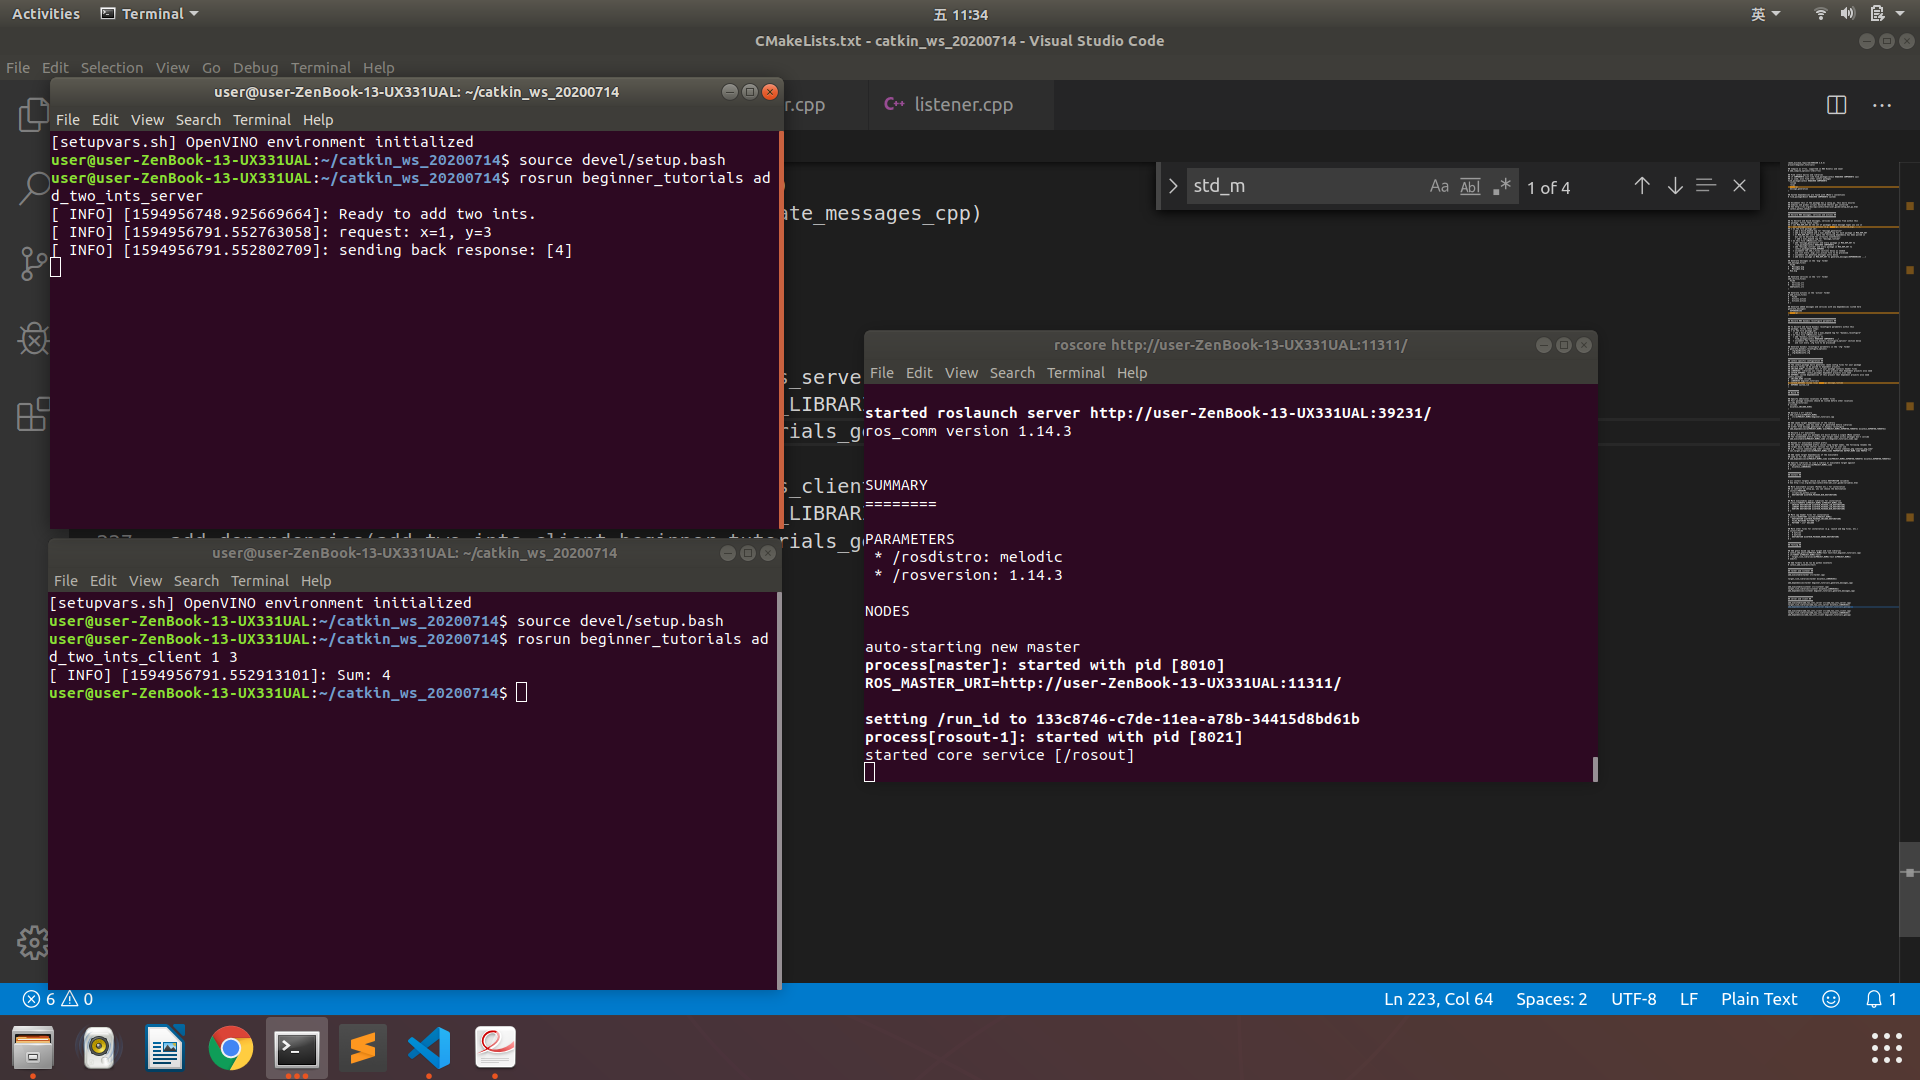 Activities Terminal 五 11:34 英
CMakeLists.txt - catkin_ws_20200714 - Visual Studio Code
File Edit Selection View Go Debug Terminal Help
user@user-ZenBook-13-UX331UAL: ~/catkin_ws_20200714
File Edit View Search Terminal Help
[setupvars.sh] OpenVINO environment initialized
user@user-ZenBook-13-UX331UAL:~/catkin_ws_20200714$ source devel/setup.bash
user@user-ZenBook-13-UX331UAL:~/catkin_ws_20200714$ rosrun beginner_tutorials ad
d_two_ints_server
[ INFO] [1594956748.925669664]: Ready to add two ints.
[ INFO] [1594956791.552763058]: request: x=1, y=3
[ INFO] [1594956791.552802709]: sending back response: [4]
r.cpp
listener.cpp
std_m
Aa Abl .*
1 of 4
ate_messages_cpp)
s_serve
_LIBRAR
rials_g
s_clien
_LIBRAR
rials_g
user@user-ZenBook-13-UX331UAL: ~/catkin_ws_20200714
File Edit View Search Terminal Help
[setupvars.sh] OpenVINO environment initialized
user@user-ZenBook-13-UX331UAL:~/catkin_ws_20200714$ source devel/setup.bash
user@user-ZenBook-13-UX331UAL:~/catkin_ws_20200714$ rosrun beginner_tutorials ad
d_two_ints_client 1 3
[ INFO] [1594956791.552913101]: Sum: 4
user@user-ZenBook-13-UX331UAL:~/catkin_ws_20200714$
roscore http://user-ZenBook-13-UX331UAL:11311/
File Edit View Search Terminal Help
started roslaunch server http://user-ZenBook-13-UX331UAL:39231/
ros_comm version 1.14.3
SUMMARY
========
PARAMETERS
* /rosdistro: melodic
* /rosversion: 1.14.3
NODES
auto-starting new master
process[master]: started with pid [8010]
ROS_MASTER_URI=http://user-ZenBook-13-UX331UAL:11311/
setting /run_id to 133c8746-c7de-11ea-a78b-34415d8bd61b
process[rosout-1]: started with pid [8021]
started core service [/rosout]
6 0
Ln 223, Col 64 Spaces: 2 UTF-8 LF Plain Text 1